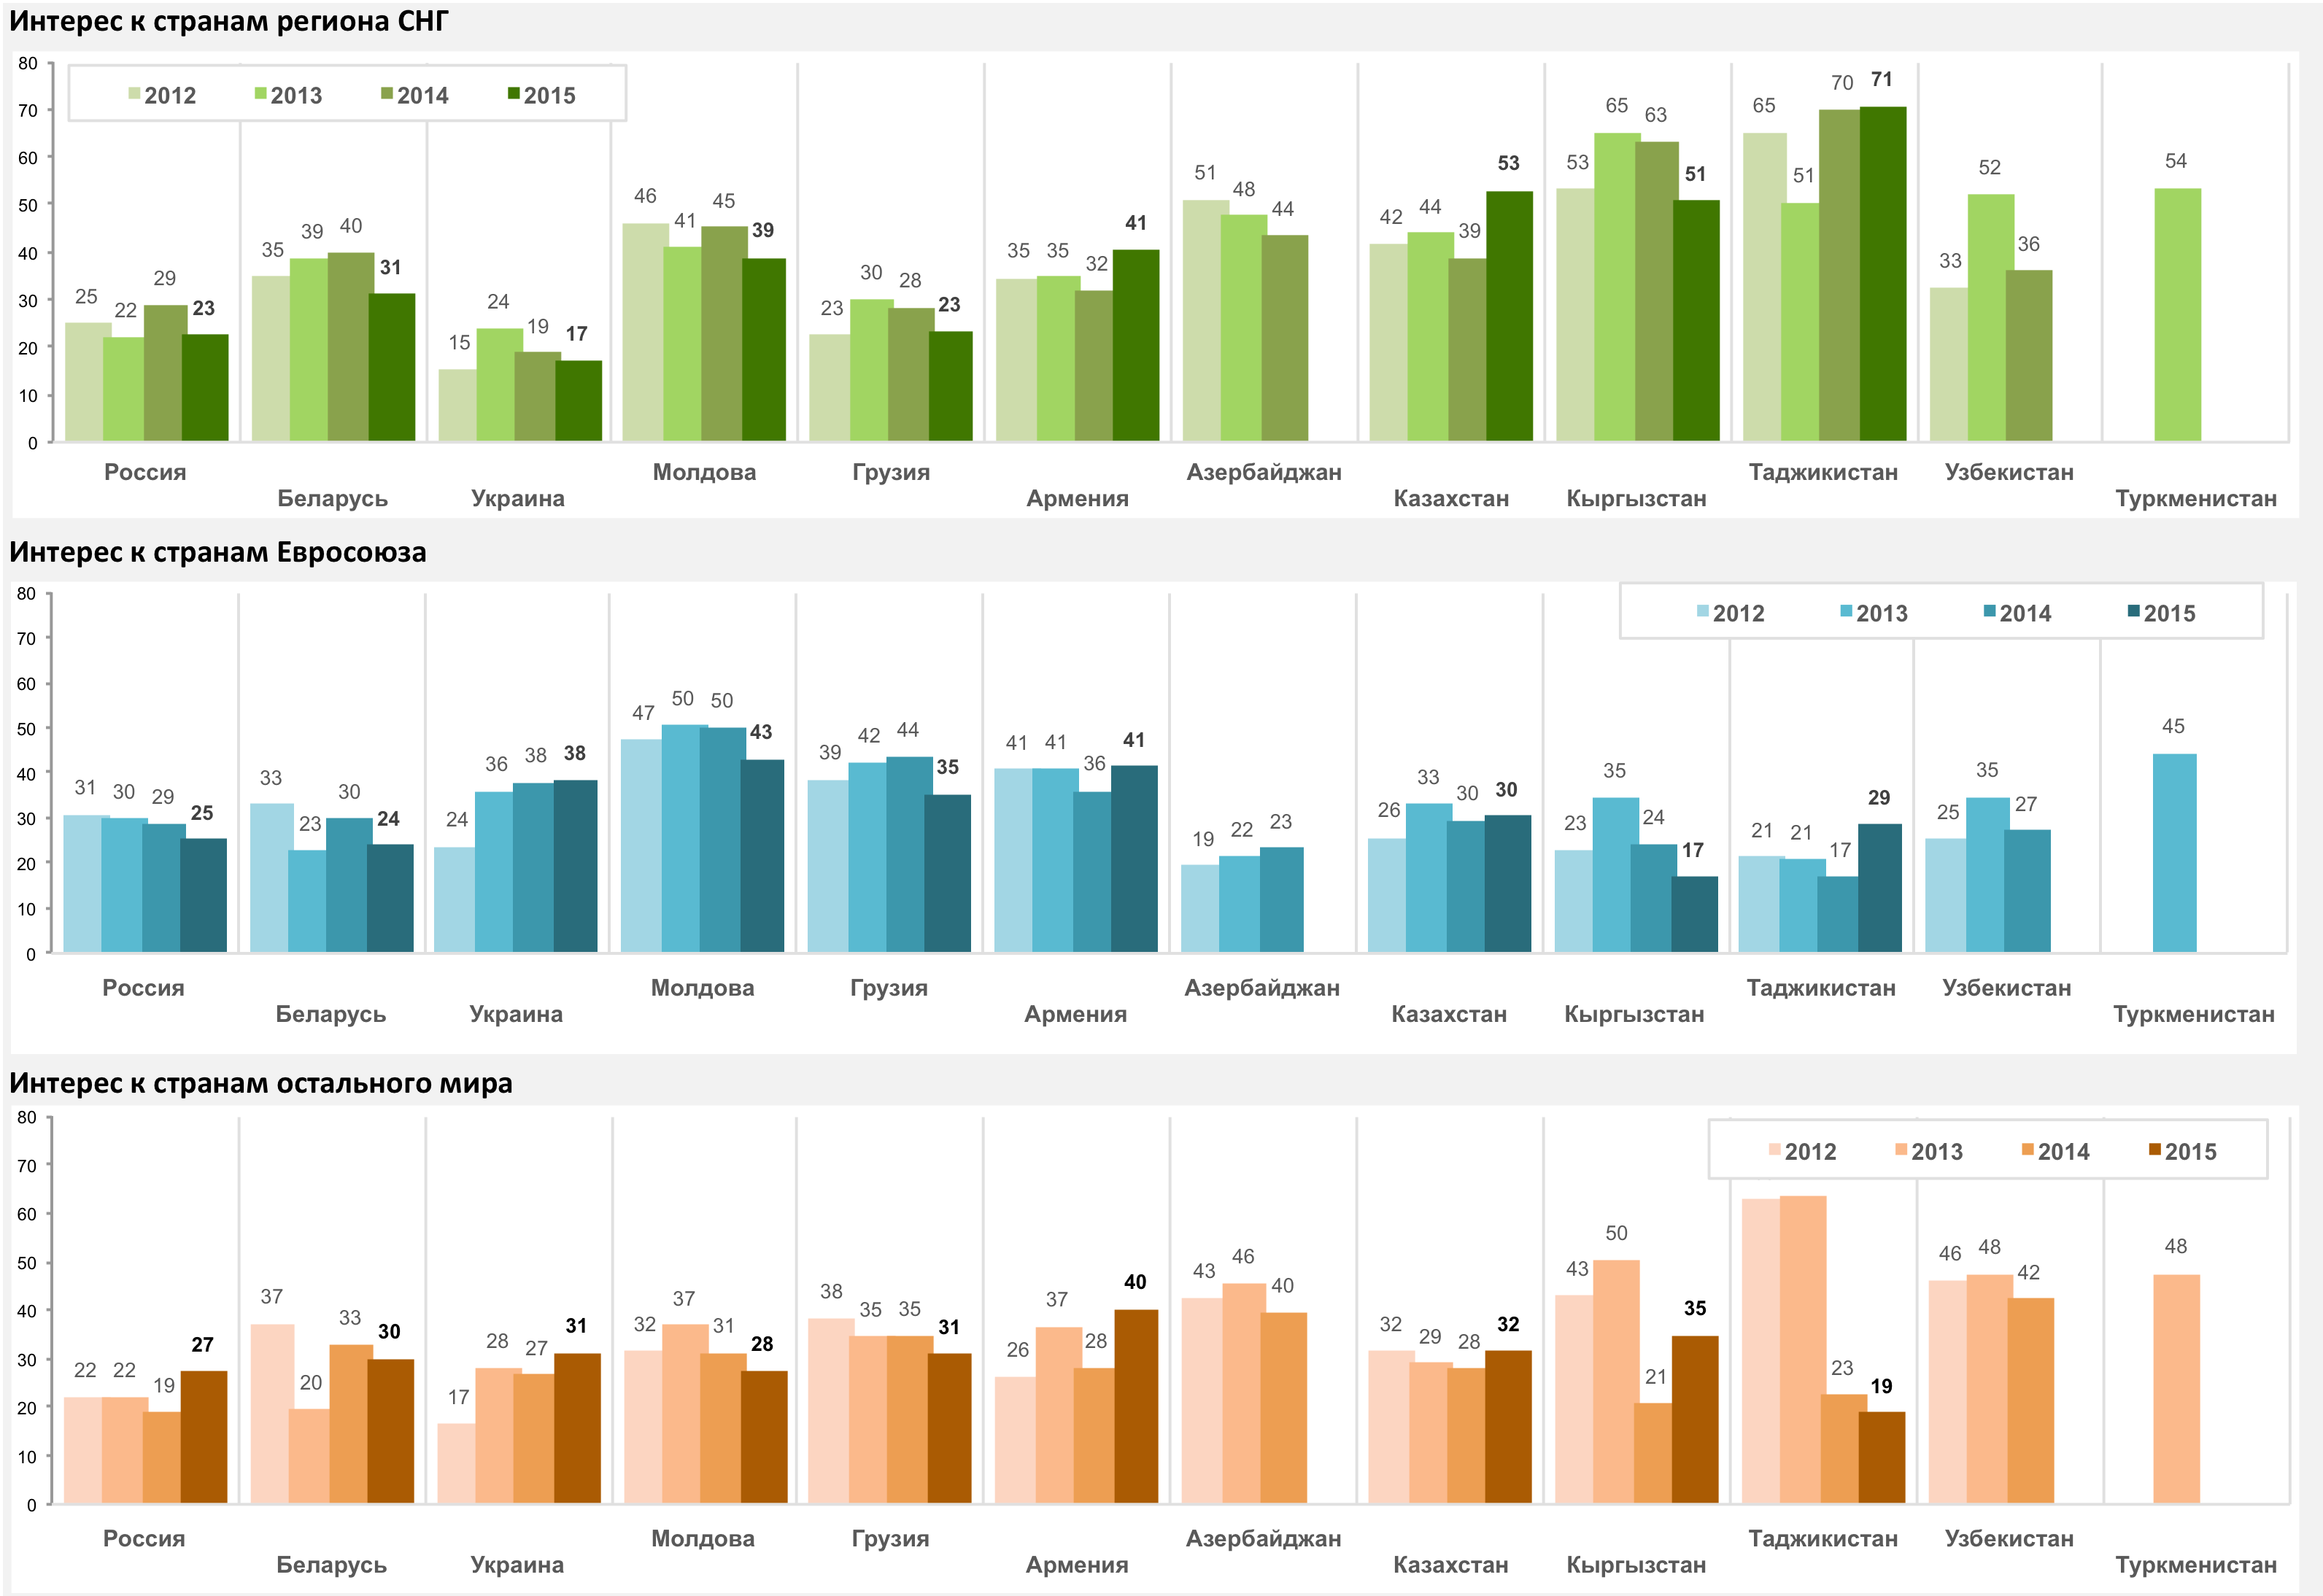 Интерес к странам региона СНГ
2012 2013 2014 2015
80
70
60
50
40
30
20
10
0
25 22 29 23
35 39 40 31
15 24 19 17
46 41 45 39
23 30 28 23
35 35 32 41
51 48 44
42 44 39 53
53 65 63 51
65 51 70 71
33 52 36
54
Россия Молдова Грузия Азербайджан Таджикистан Узбекистан
Беларусь Украина Армения Казахстан Кыргызстан Туркменистан
Интерес к странам Евросоюза
2012 2013 2014 2015
80
70
60
50
40
30
20
10
0
31 30 29 25
33 23 30 24
24 36 38 38
47 50 50 43
39 42 44 35
41 41 36 41
19 22 23
26 33 30 30
23 35 24 17
21 21 17 29
25 35 27
45
Россия Молдова Грузия Азербайджан Таджикистан Узбекистан
Беларусь Украина Армения Казахстан Кыргызстан Туркменистан
Интерес к странам остального мира
2012 2013 2014 2015
80
70
60
50
40
30
20
10
0
22 22 19 27
37 20 33 30
17 28 27 31
32 37 31 28
38 35 35 31
26 37 28 40
43 46 40
32 29 28 32
43 50 21 35
23 19
46 48 42
48
Россия Молдова Грузия Азербайджан Таджикистан Узбекистан
Беларусь Украина Армения Казахстан Кыргызстан Туркменистан